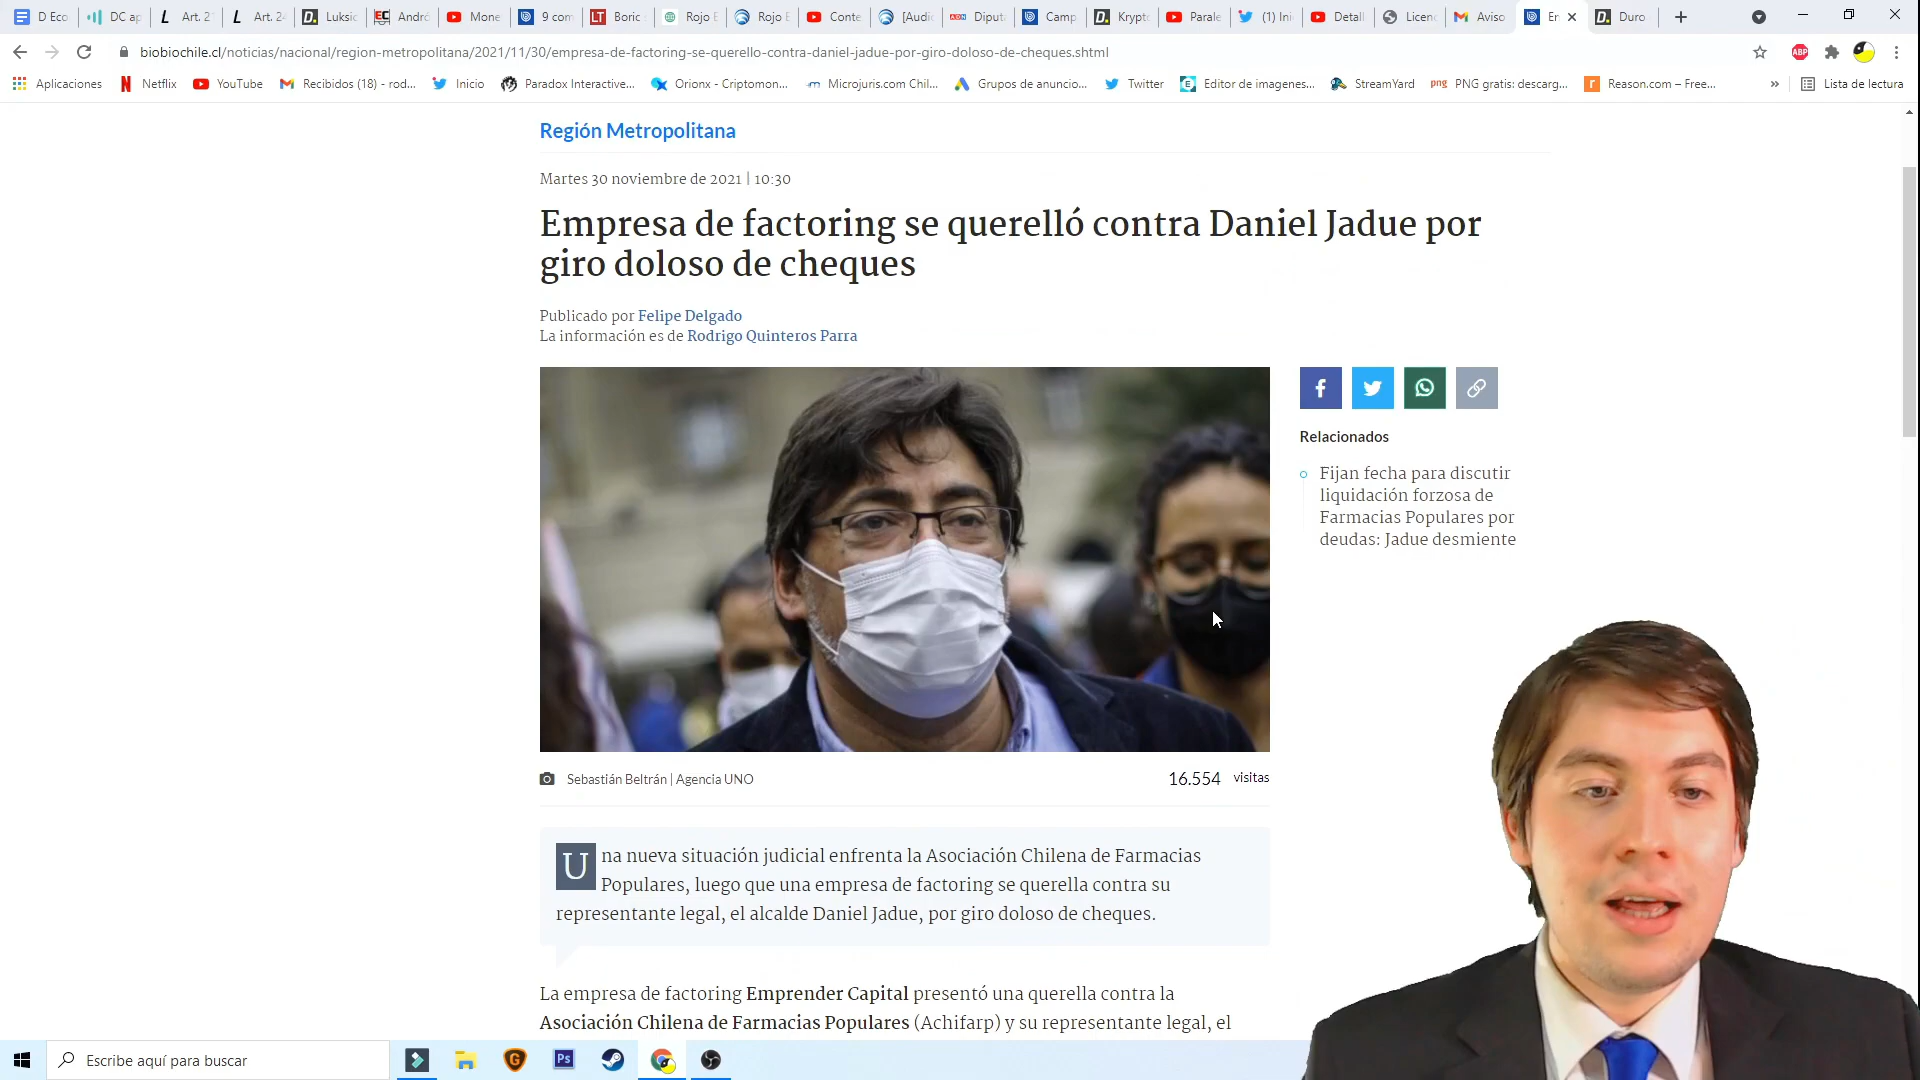 D Eco
DC ap
Art. 2
Art. 24
Luksic
Andró
Mone
9 com
Boric
Rojo E
Rojo E
Conte
[Audi
Diput
Camp
Krypt
Parale
(1) Ini
Detall
Licenc
Aviso
Em
Duro
biobiochile.cl/noticias/nacional/region-metropolitana/2021/11/30/empresa-de-factoring-se-querello-contra-daniel-jadue-por-giro-doloso-de-cheques.shtml
ABP
Aplicaciones
Netflix
YouTube
Recibidos (18) - rod...
Inicio
Paradox Interactive...
Orionx - Criptomon...
Microjuris.com Chil...
Grupos de anuncio...
Twitter
Editor de imagenes...
StreamYard
png PNG gratis: descarg...
Reason.com – Free...
»
Lista de lectura
Región Metropolitana
Martes 30 noviembre de 2021 | 10:30
Empresa de factoring se querelló contra Daniel Jadue por
giro doloso de cheques
Publicado por Felipe Delgado
La información es de Rodrigo Quinteros Parra
Relacionados
Fijan fecha para discutir
liquidación forzosa de
Farmacias Populares por
deudas: Jadue desmiente
Sebastián Beltrán | Agencia UNO
16.554 visitas
Una nueva situación judicial enfrenta la Asociación Chilena de Farmacias
Populares, luego que una empresa de factoring se querella contra su
representante legal, el alcalde Daniel Jadue, por giro doloso de cheques.
La empresa de factoring Emprender Capital presentó una querella contra la
Asociación Chilena de Farmacias Populares (Achifarp) y su representante legal, el
Escribe aquí para buscar
Ps